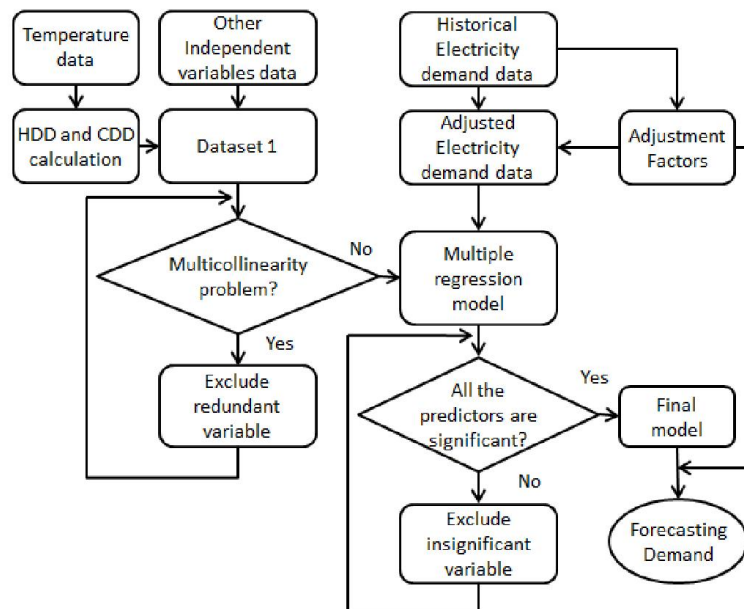 Temperature
data
Other
Independent
variables data
Historical
Electricity
demand data
HDD and CDD
calculation
Dataset 1
Adjusted
Electricity
demand data
Adjustment
Factors
Multicollinearity
problem?
No
Multiple
regression
model
Yes
Exclude
redundant
variable
All the
predictors are
significant?
Yes
Final
model
No
Exclude
insignificant
variable
Forecasting
Demand